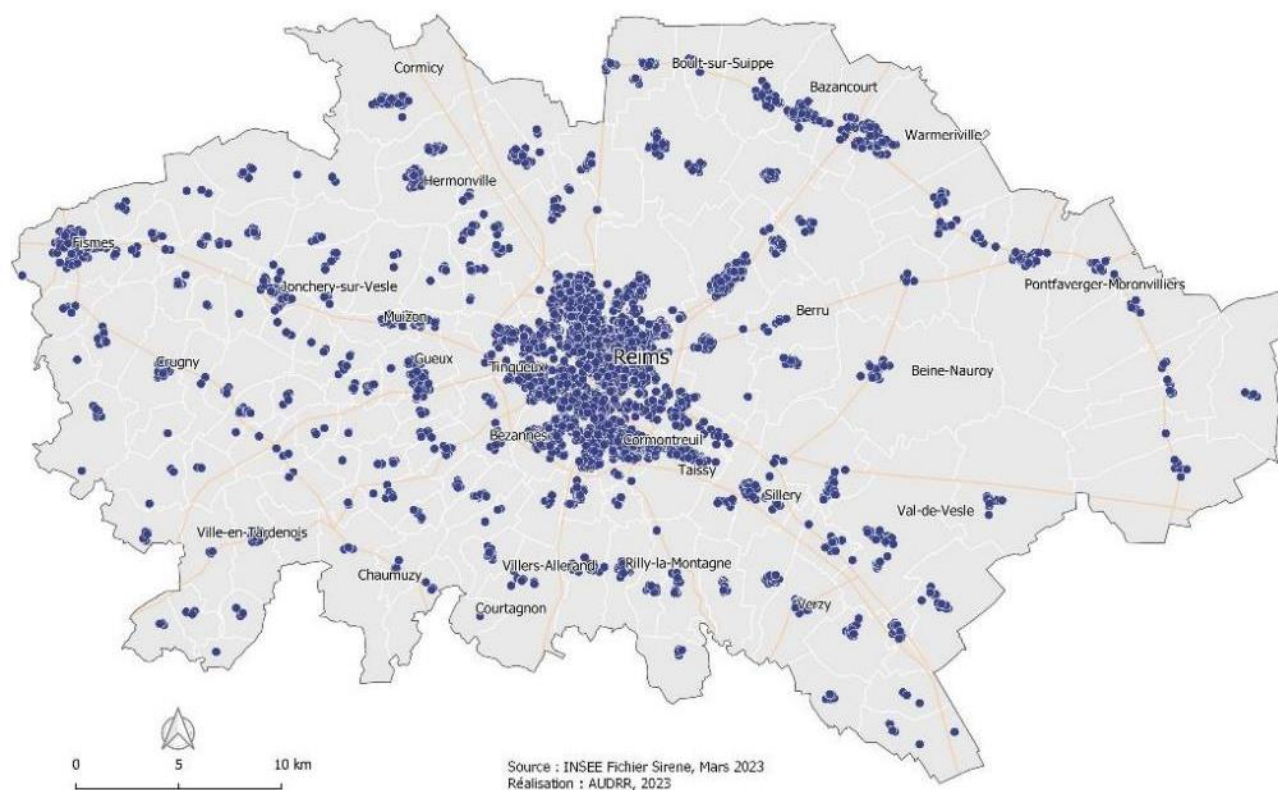 Cormicy
Boult-sur-Suippe
Bazancourt
Warmeriville
Hermonville
Fismes
Jonchery-sur-Vesle
Pontfaverger-Moronvilliers
Muizon
Berru
Gueux
Reims
Crugny
Tinqueux
Beine-Nauroy
Bezannes
Cormontreuil
Taissy
Sillery
Val-de-Vesle
Ville-en-Tardenois
Villers-Allerand
Rilly-la-Montagne
Chaumuzy
Courtagnon
Verzy
0 5 10 km
Source : INSEE Fichier Sirene, Mars 2023
Réalisation : AUDRR, 2023